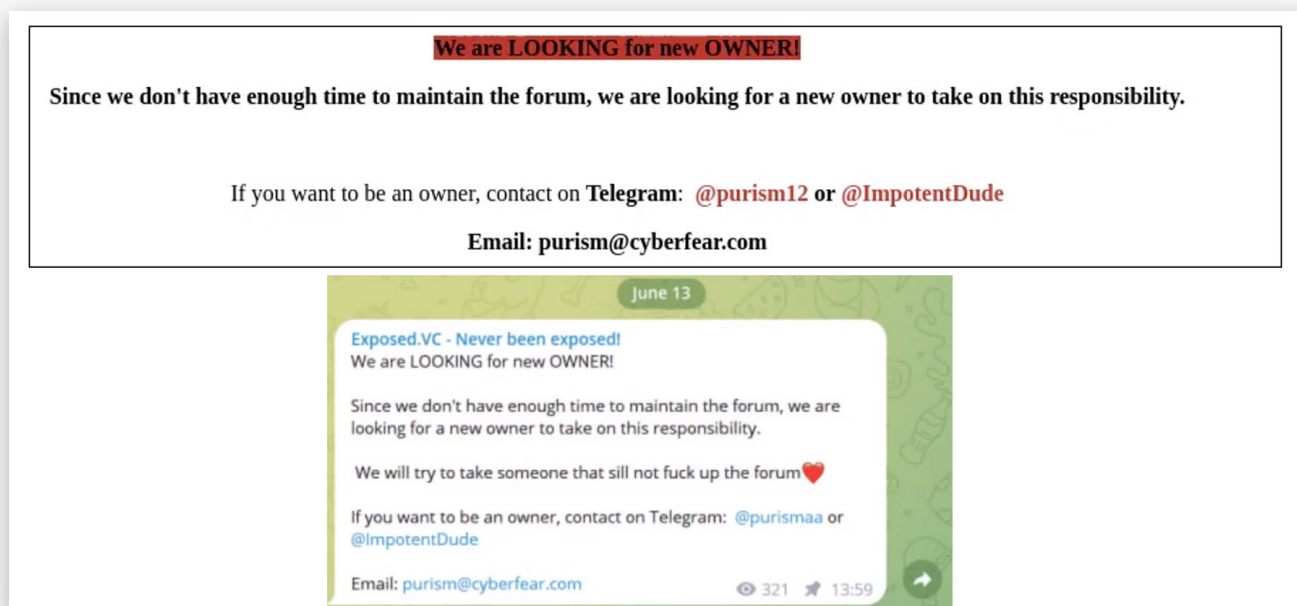 We are LOOKING for new OWNER!
Since we don't have enough time to maintain the forum, we are looking for a new owner to take on this responsibility.
If you want to be an owner, contact on Telegram: @purism12 or @ImpotentDude
Email: purism@cyberfear.com
June 13
Exposed.VC - Never been exposed!
We are LOOKING for new OWNER!
Since we don't have enough time to maintain the forum, we are
looking for a new owner to take on this responsibility.
We will try to take someone that sill not fuck up the forum❤️
If you want to be an owner, contact on Telegram: @purismaa or
@ImpotentDude
Email: purism@cyberfear.com
321 13:59